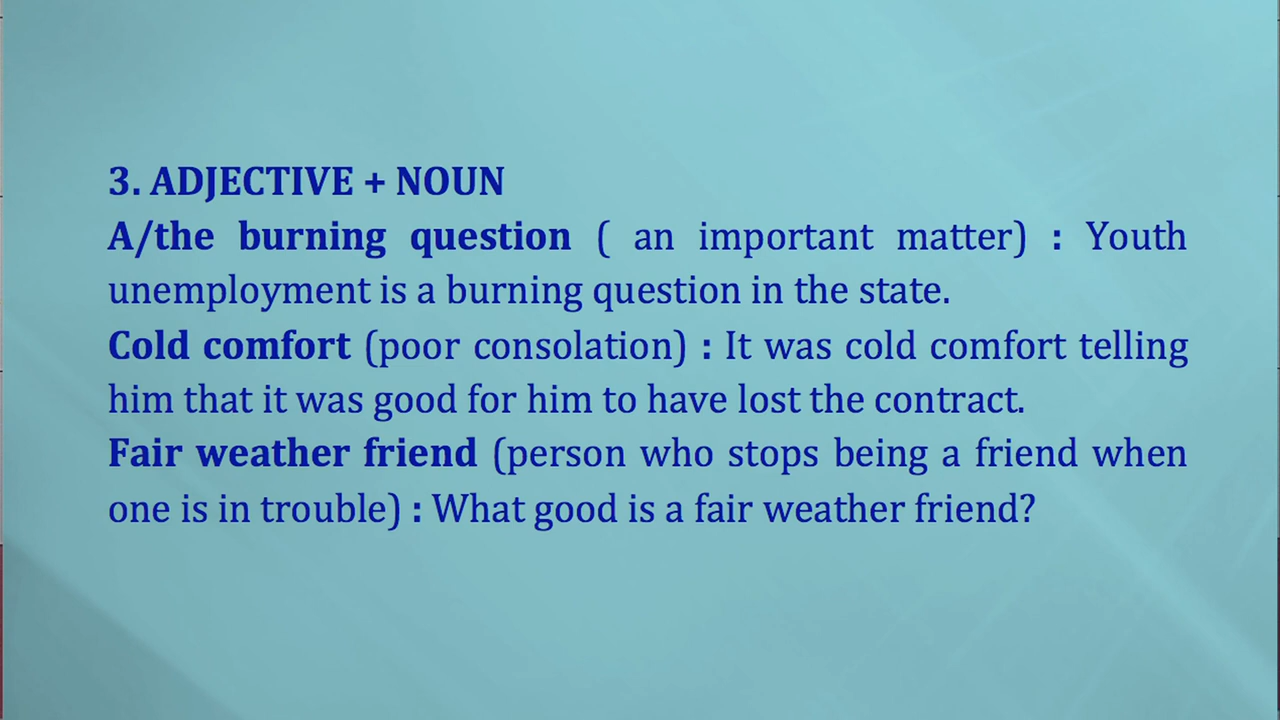 3. ADJECTIVE + NOUN
A/the burning question ( an important matter) : Youth
unemployment is a burning question in the state.
Cold comfort (poor consolation) : It was cold comfort telling
him that it was good for him to have lost the contract.
Fair weather friend (person who stops being a friend when
one is in trouble) : What good is a fair weather friend?